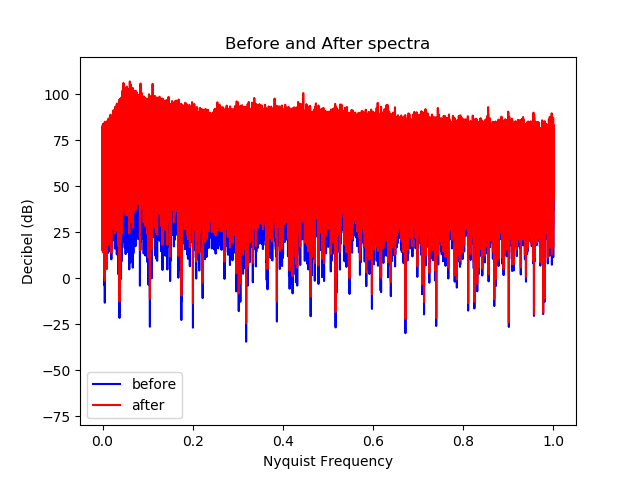 Before and After spectra
Decibel (dB)
100
75
50
25
0
−25
−50
−75
before
after
0.0 0.2 0.4 0.6 0.8 1.0
Nyquist Frequency